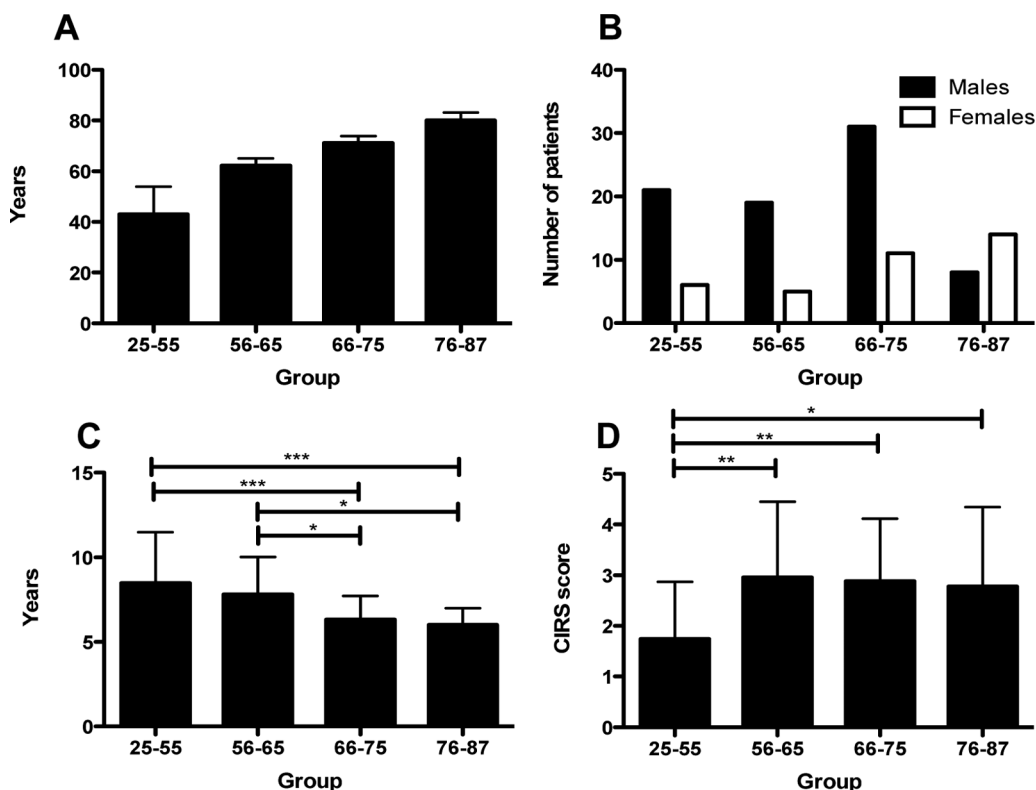 A
Years
100
80
60
40
20
0
25-55 56-65 66-75 76-87
Group
B
Number of patients
40
30
20
10
0
Males
Females
25-55 56-65 66-75 76-87
Group
C
Years
15
10
5
0
***
***
*
*
25-55 56-65 66-75 76-87
Group
D
CIRS score
5
4
3
2
1
0
*
**
**
25-55 56-65 66-75 76-87
Group